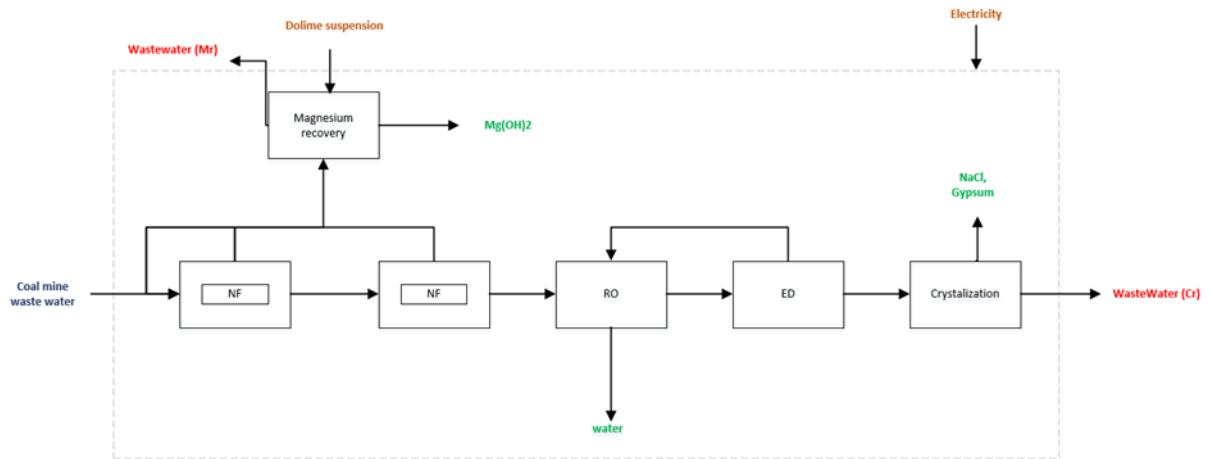 Dolime suspension
Electricity
Wastewater (Mr)
Magnesium
recovery
Mg(OH)2
NaCl,
Gypsum
Coal mine
waste water
NF
NF
RO
ED
Crystalization
WasteWater (Cr)
water